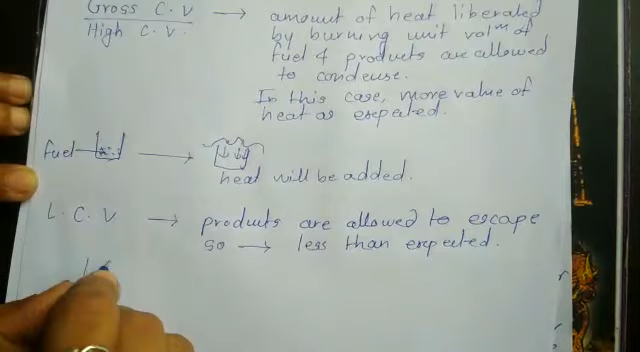 Gross C.V → amount of heat liberated
High C.V. by burning unit volm of
fuel & products are allowed
to condense.
In this case, more value of
heat as expected.
fuel →
heat will be added.
L.C.V → products are allowed to escape
so → less than expected.